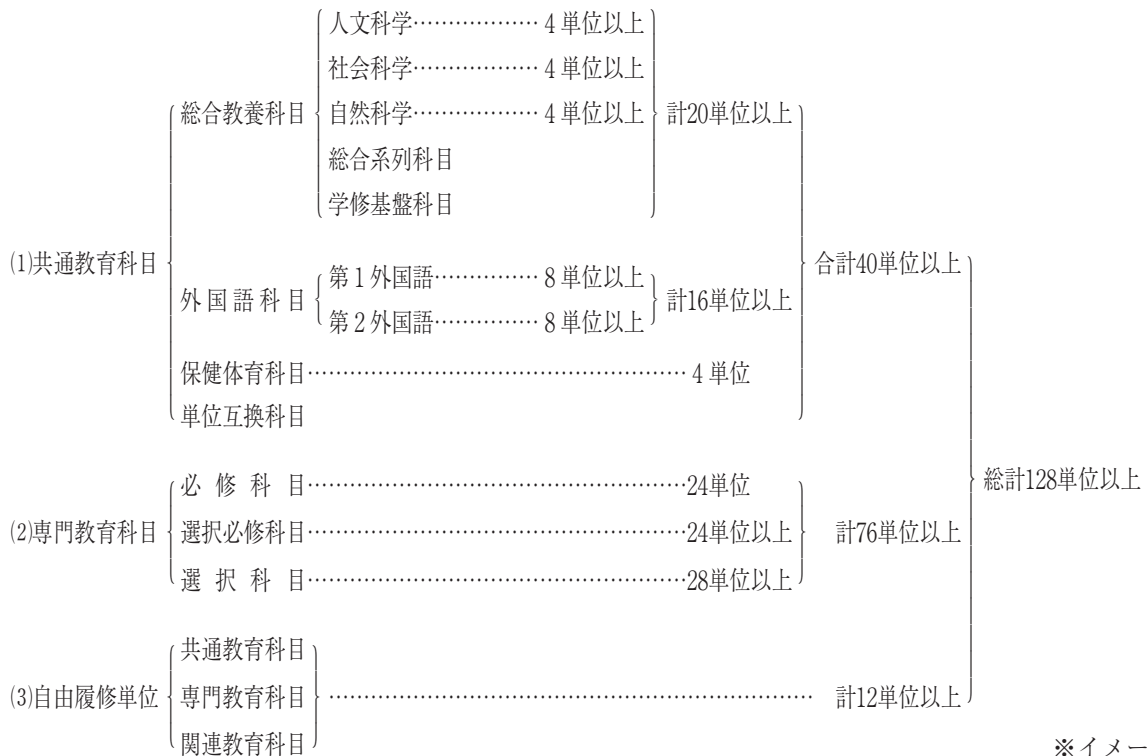 人文科学……………… 4 単位以上
社会科学……………… 4 単位以上
総合教養科目 自然科学……………… 4 単位以上 計20単位以上
総合系列科目
学修基盤科目
⑴共通教育科目 合計40単位以上
外国語科目 第1外国語…………… 8 単位以上 計16単位以上
第2外国語…………… 8 単位以上
保健体育科目……………………………………………… 4 単位
単位互換科目
必修科目………………………………………………24単位 総計128単位以上
⑵専門教育科目 選択必修科目………………………………………………24単位以上 計76単位以上
選択科目………………………………………………28単位以上
共通教育科目
⑶自由履修単位 専門教育科目 ……………………………………………………… 計12単位以上
関連教育科目
※イメー